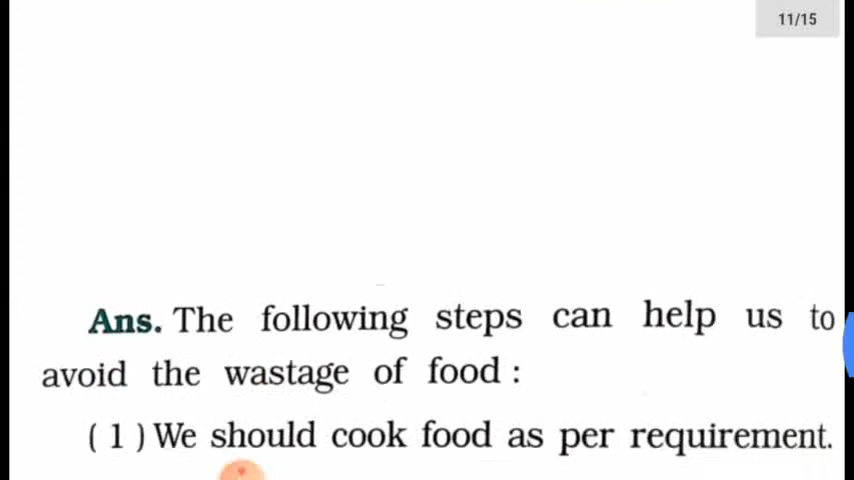 11/15
Ans. The following steps can help us to
avoid the wastage of food :
( 1 ) We should cook food as per requirement.